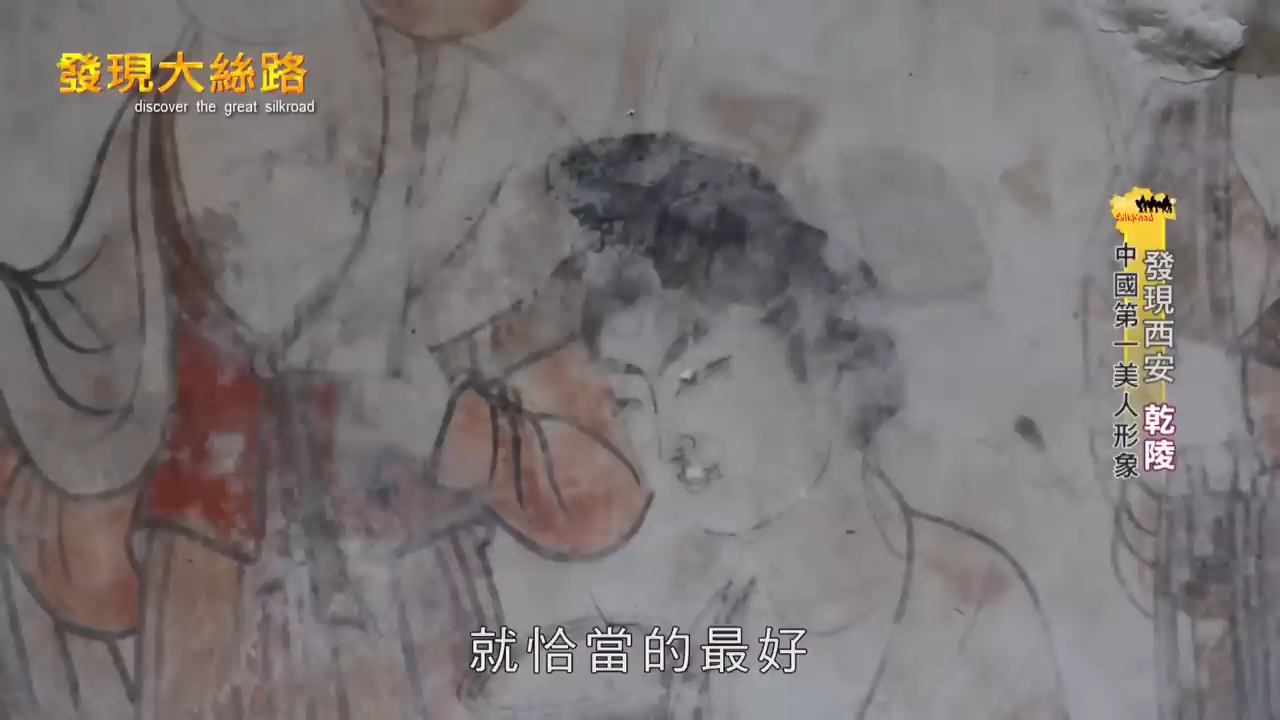 發現大絲路
discover the great silkroad
SilkRoad
發現西安 乾陵
中國第一美人形象
就恰當的最好